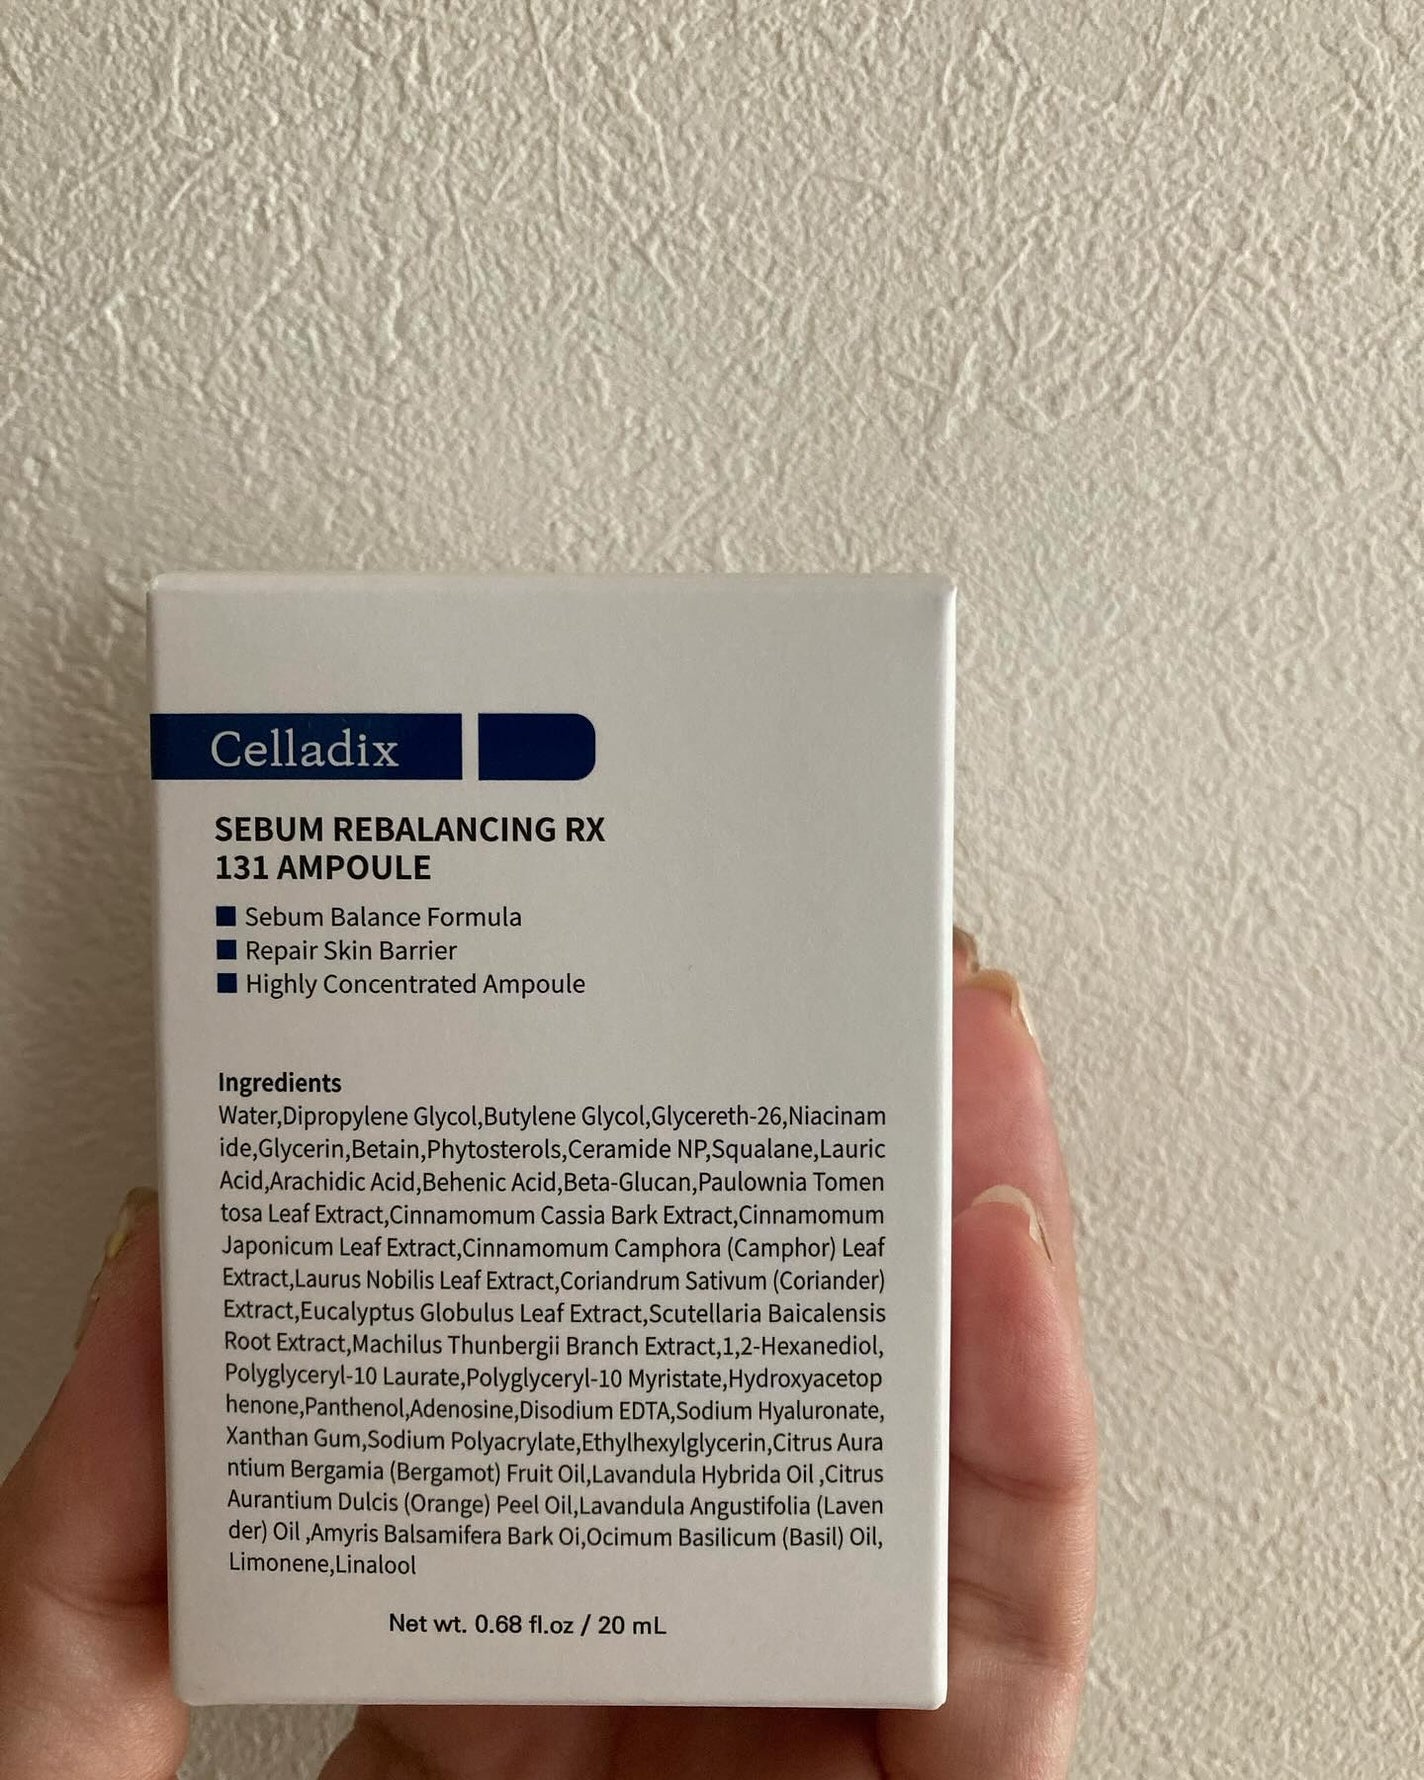 Celladix
SEBUM REBALANCING RX
131 AMPOULE
Sebum Balance Formula
Repair Skin Barrier
Highly Concentrated Ampoule
Ingredients
Water,Dipropylene Glycol,Butylene Glycol,Glycereth-26,Niacinam
ide,Glycerin,Betain,Phytosterols,Ceramide NP,Squalane,Lauric
Acid,Arachidic Acid,Behenic Acid,Beta-Glucan,Paulownia Tomen
tosa Leaf Extract,Cinnamomum Cassia Bark Extract,Cinnamomum
Japonicum Leaf Extract,Cinnamomum Camphora (Camphor) Leaf
Extract,Laurus Nobilis Leaf Extract,Coriandrum Sativum (Coriander)
Extract,Eucalyptus Globulus Leaf Extract,Scutellaria Baicalensis
Root Extract,Machilus Thunbergii Branch Extract,1,2-Hexanediol,
Polyglyceryl-10 Laurate,Polyglyceryl-10 Myristate,Hydroxyacetop
henone,Panthenol,Adenosine,Disodium EDTA,Sodium Hyaluronate,
Xanthan Gum,Sodium Polyacrylate,Ethylhexylglycerin,Citrus Aura
ntium Bergamia (Bergamot) Fruit Oil,Lavandula Hybrida Oil ,Citrus
Aurantium Dulcis (Orange) Peel Oil,Lavandula Angustifolia (Laven
der) Oil ,Amyris Balsamifera Bark Oi,Ocimum Basilicum (Basil) Oil,
Limonene,Linalool
Net wt. 0.68 fl.oz / 20 mL